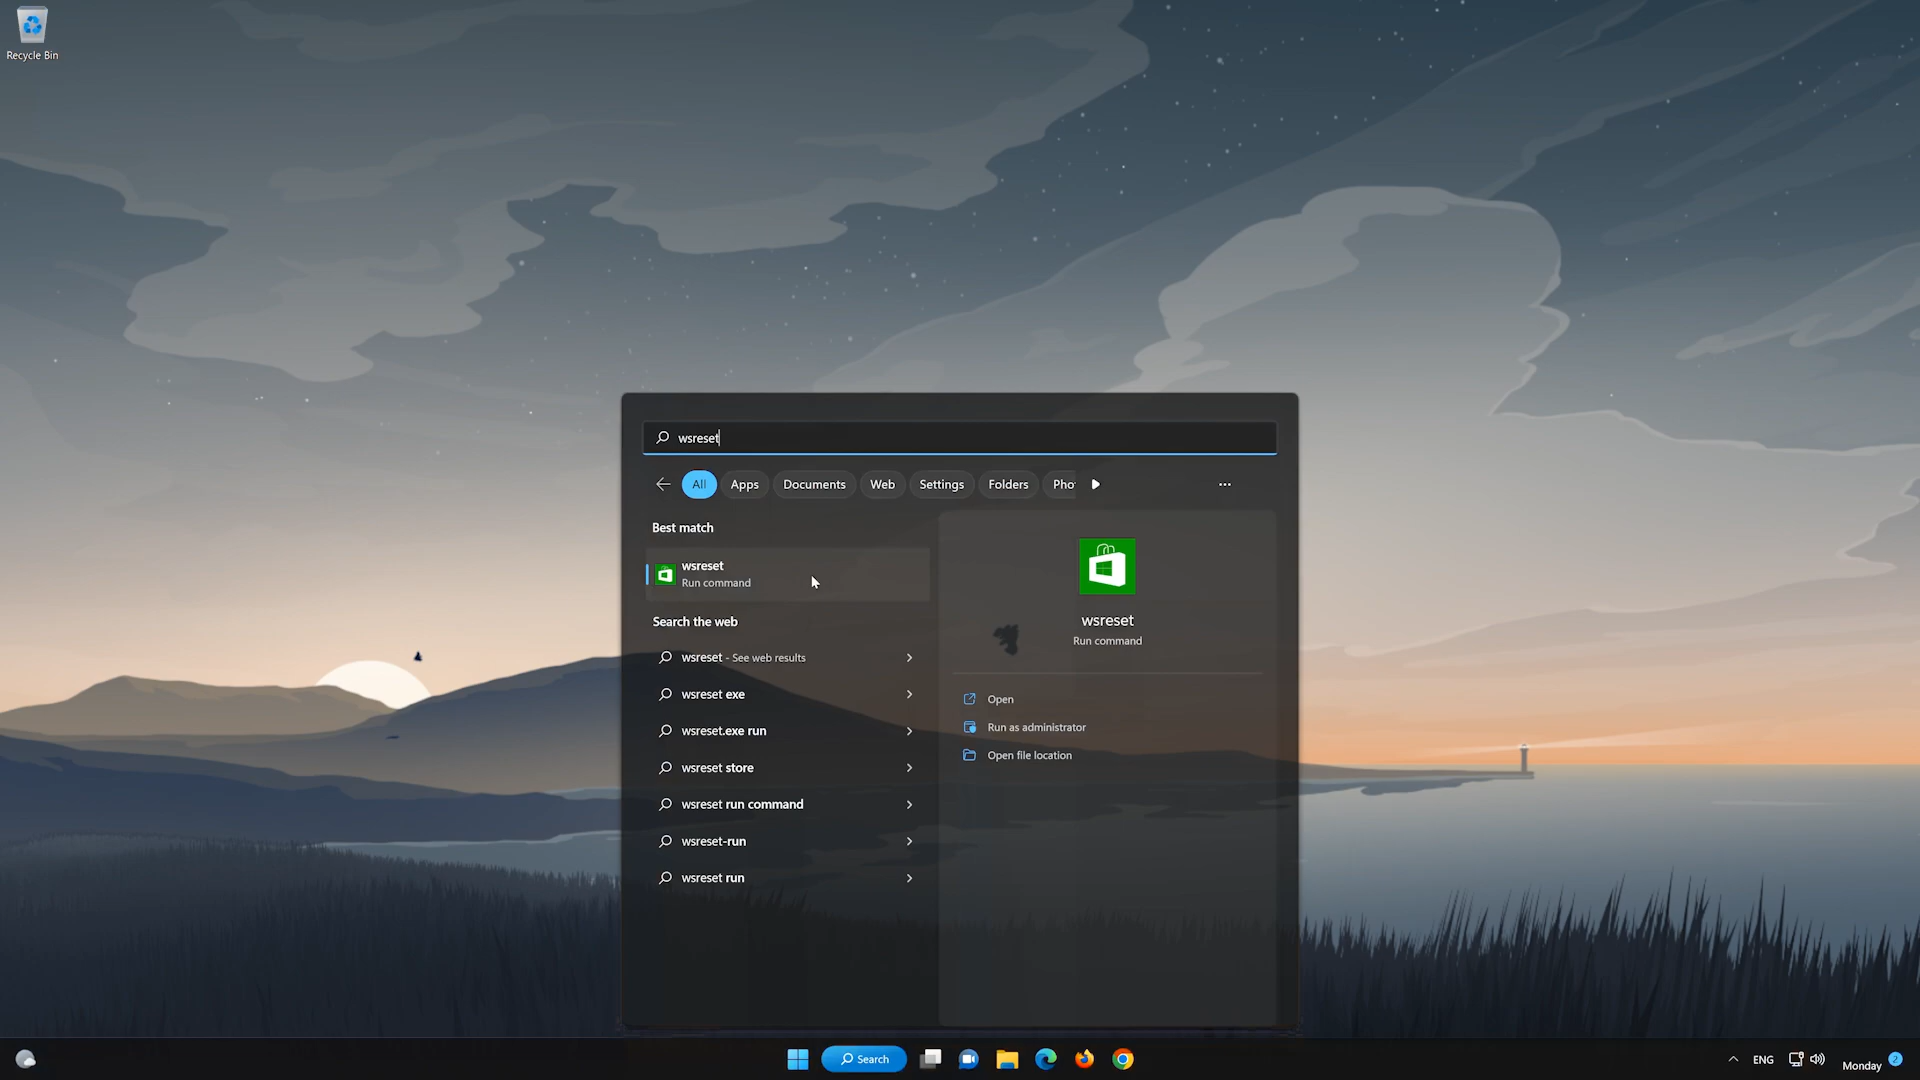 Recycle Bin
wsreset
All Apps Documents Web Settings Folders Pho
Best match
wsreset
Run command
Search the web
wsreset - See web results
wsreset exe
wsreset.exe run
wsreset store
wsreset run command
wsreset-run
wsreset run
wsreset
Run command
Open
Run as administrator
Open file location
Search
ENG
Monday 2